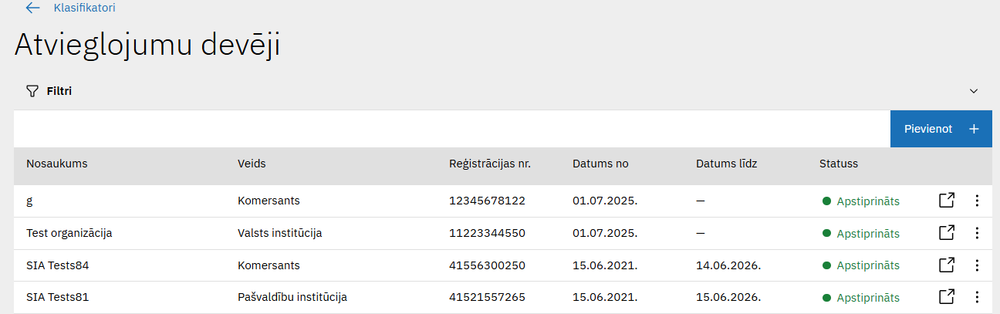 Klasifikatori
Atvieglojumu devēji
Filtri
Pievienot
Nosaukums Veids Reģistrācijas nr. Datums no Datums līdz Statuss
g Komersants 12345678122 01.07.2025. — Apstiprināts
Test organizācija Valsts institūcija 11223344550 01.07.2025. — Apstiprināts
SIA Tests84 Komersants 41556300250 15.06.2021. 14.06.2026. Apstiprināts
SIA Tests81 Pašvaldību institūcija 41521557265 15.06.2021. 15.06.2026. Apstiprināts